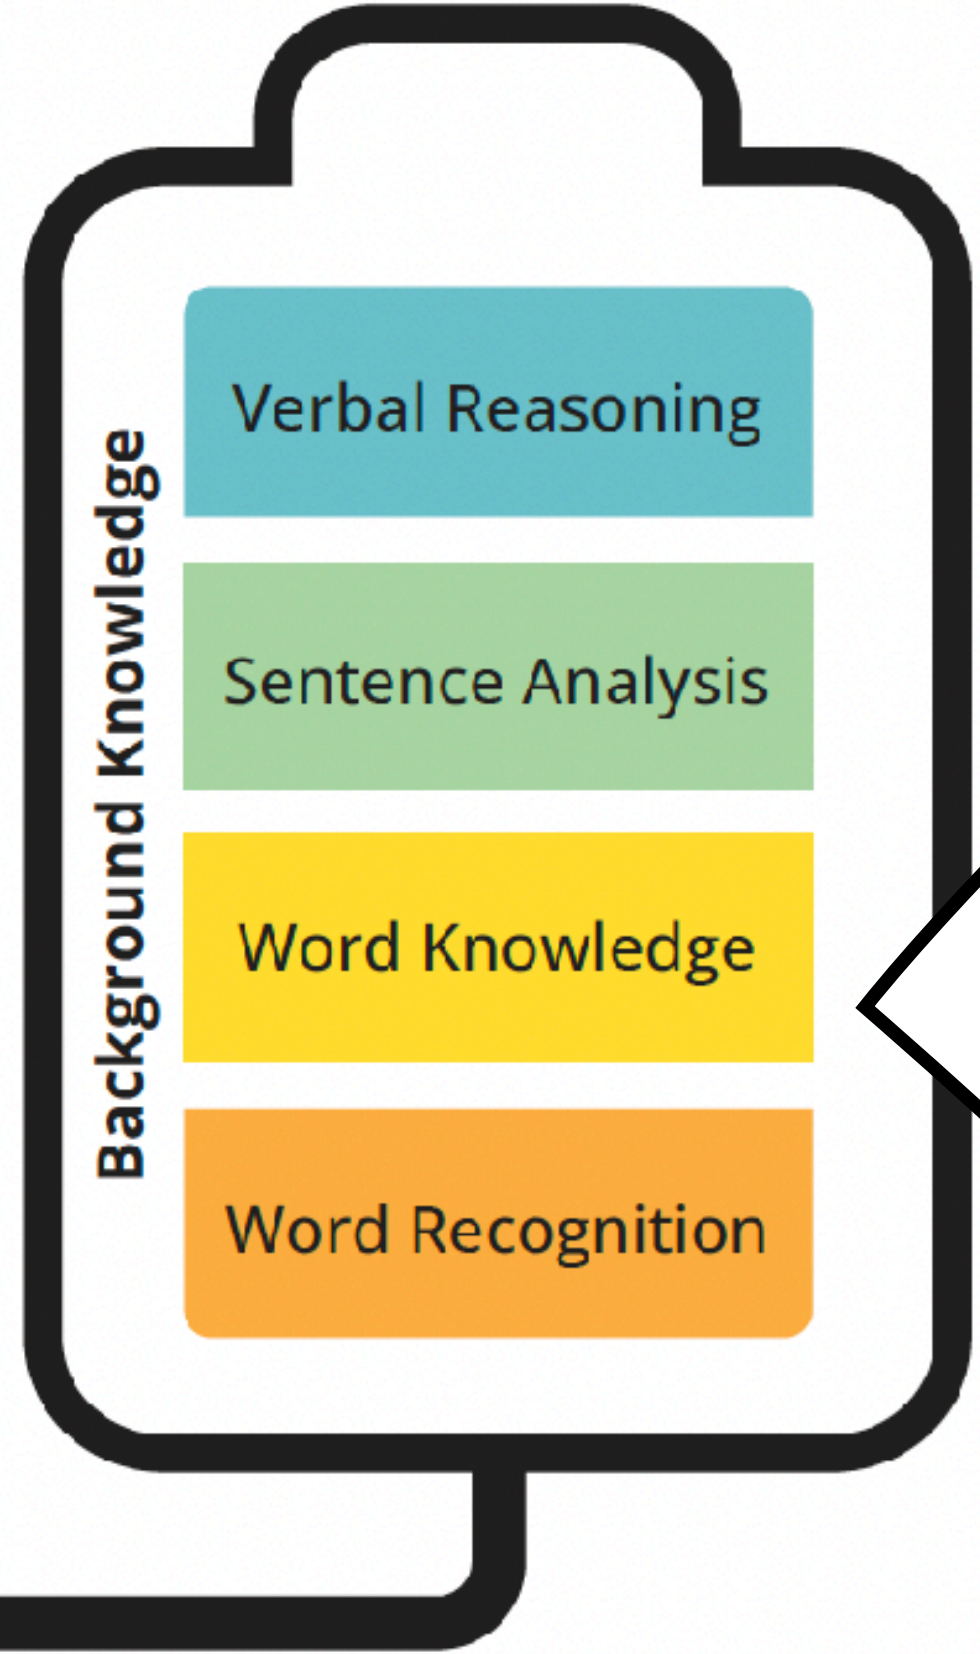 Background Knowledge
Verbal Reasoning
Sentence Analysis
Word Knowledge
Word Recognition